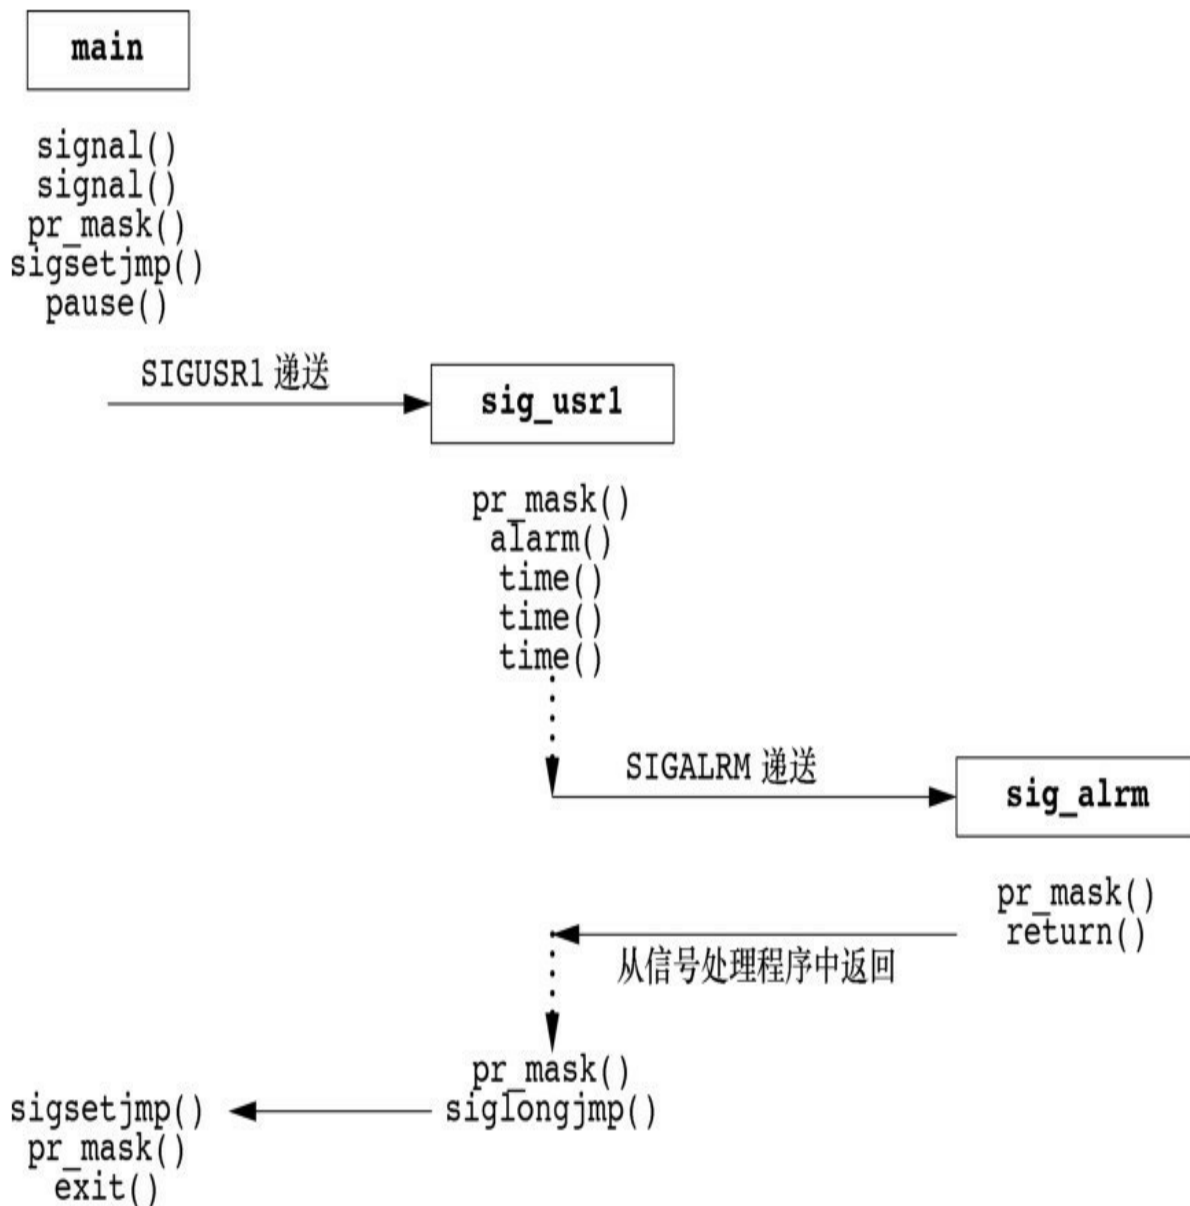 main
signal()
signal()
pr_mask()
sigsetjmp()
pause()
SIGUSR1 递送
sig_usr1
pr_mask()
alarm()
time()
time()
time()
SIGALRM 递送
sig_alrm
pr_mask()
return()
从信号处理程序中返回
pr_mask()
siglongjmp()
sigsetjmp()
pr_mask()
exit()